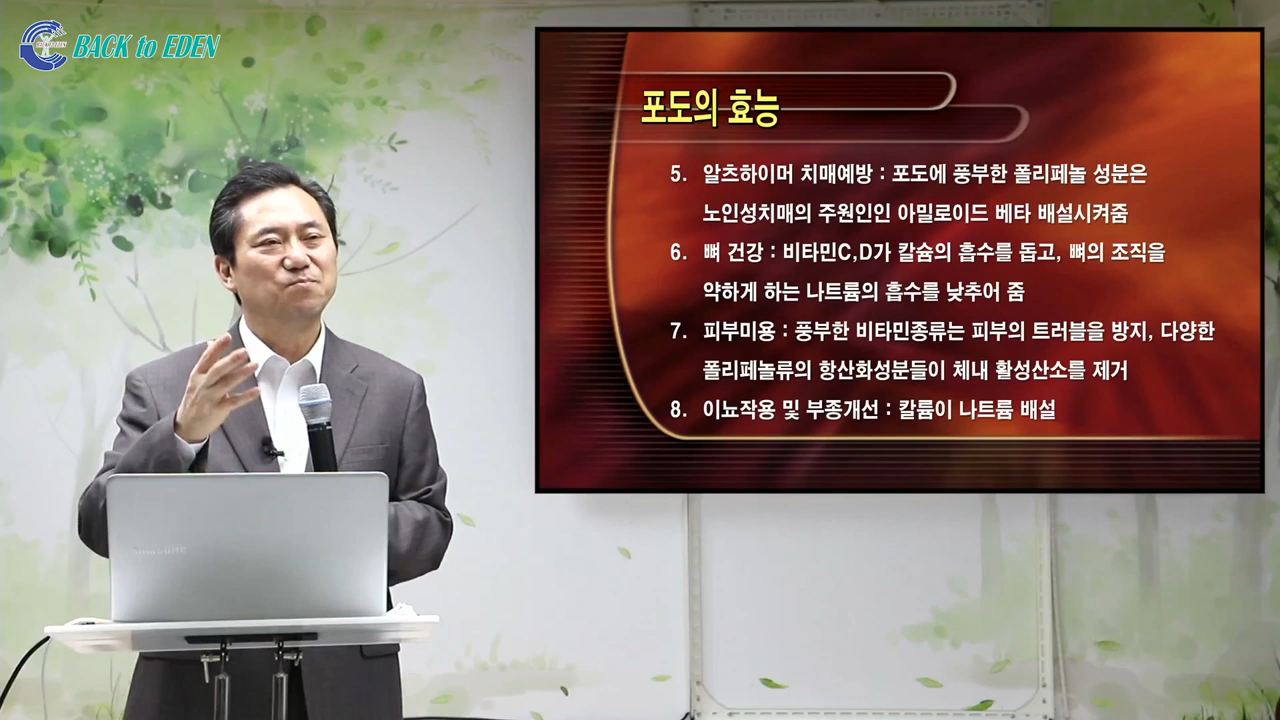 BACK to EDEN
포도의 효능
5. 알츠하이머 치매예방 : 포도에 풍부한 폴리페놀 성분은
노인성치매의 주원인인 아밀로이드 베타 배설시켜줌
6. 뼈 건강 : 비타민C,D가 칼슘의 흡수를 돕고, 뼈의 조직을
약하게 하는 나트륨의 흡수를 낮추어 줌
7. 피부미용 : 풍부한 비타민종류는 피부의 트러블을 방지, 다양한
폴리페놀류의 항산화성분들이 체내 활성산소를 제거
8. 이뇨작용 및 부종개선 : 칼륨이 나트륨 배설
SAMSUNG